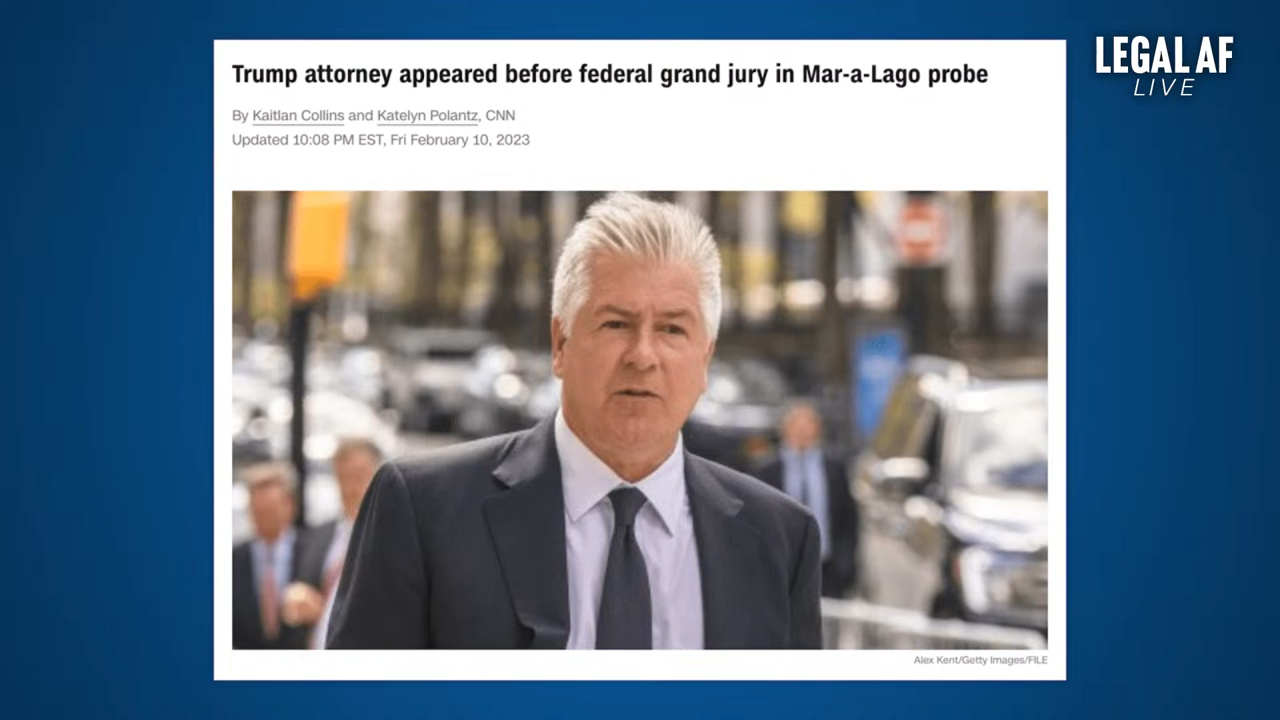 LEGAL AF
LIVE
Trump attorney appeared before federal grand jury in Mar-a-Lago probe
By Kaitlan Collins and Katelyn Polantz, CNN
Updated 10:08 PM EST, Fri February 10, 2023
Alex Kent/Getty Images/FILE